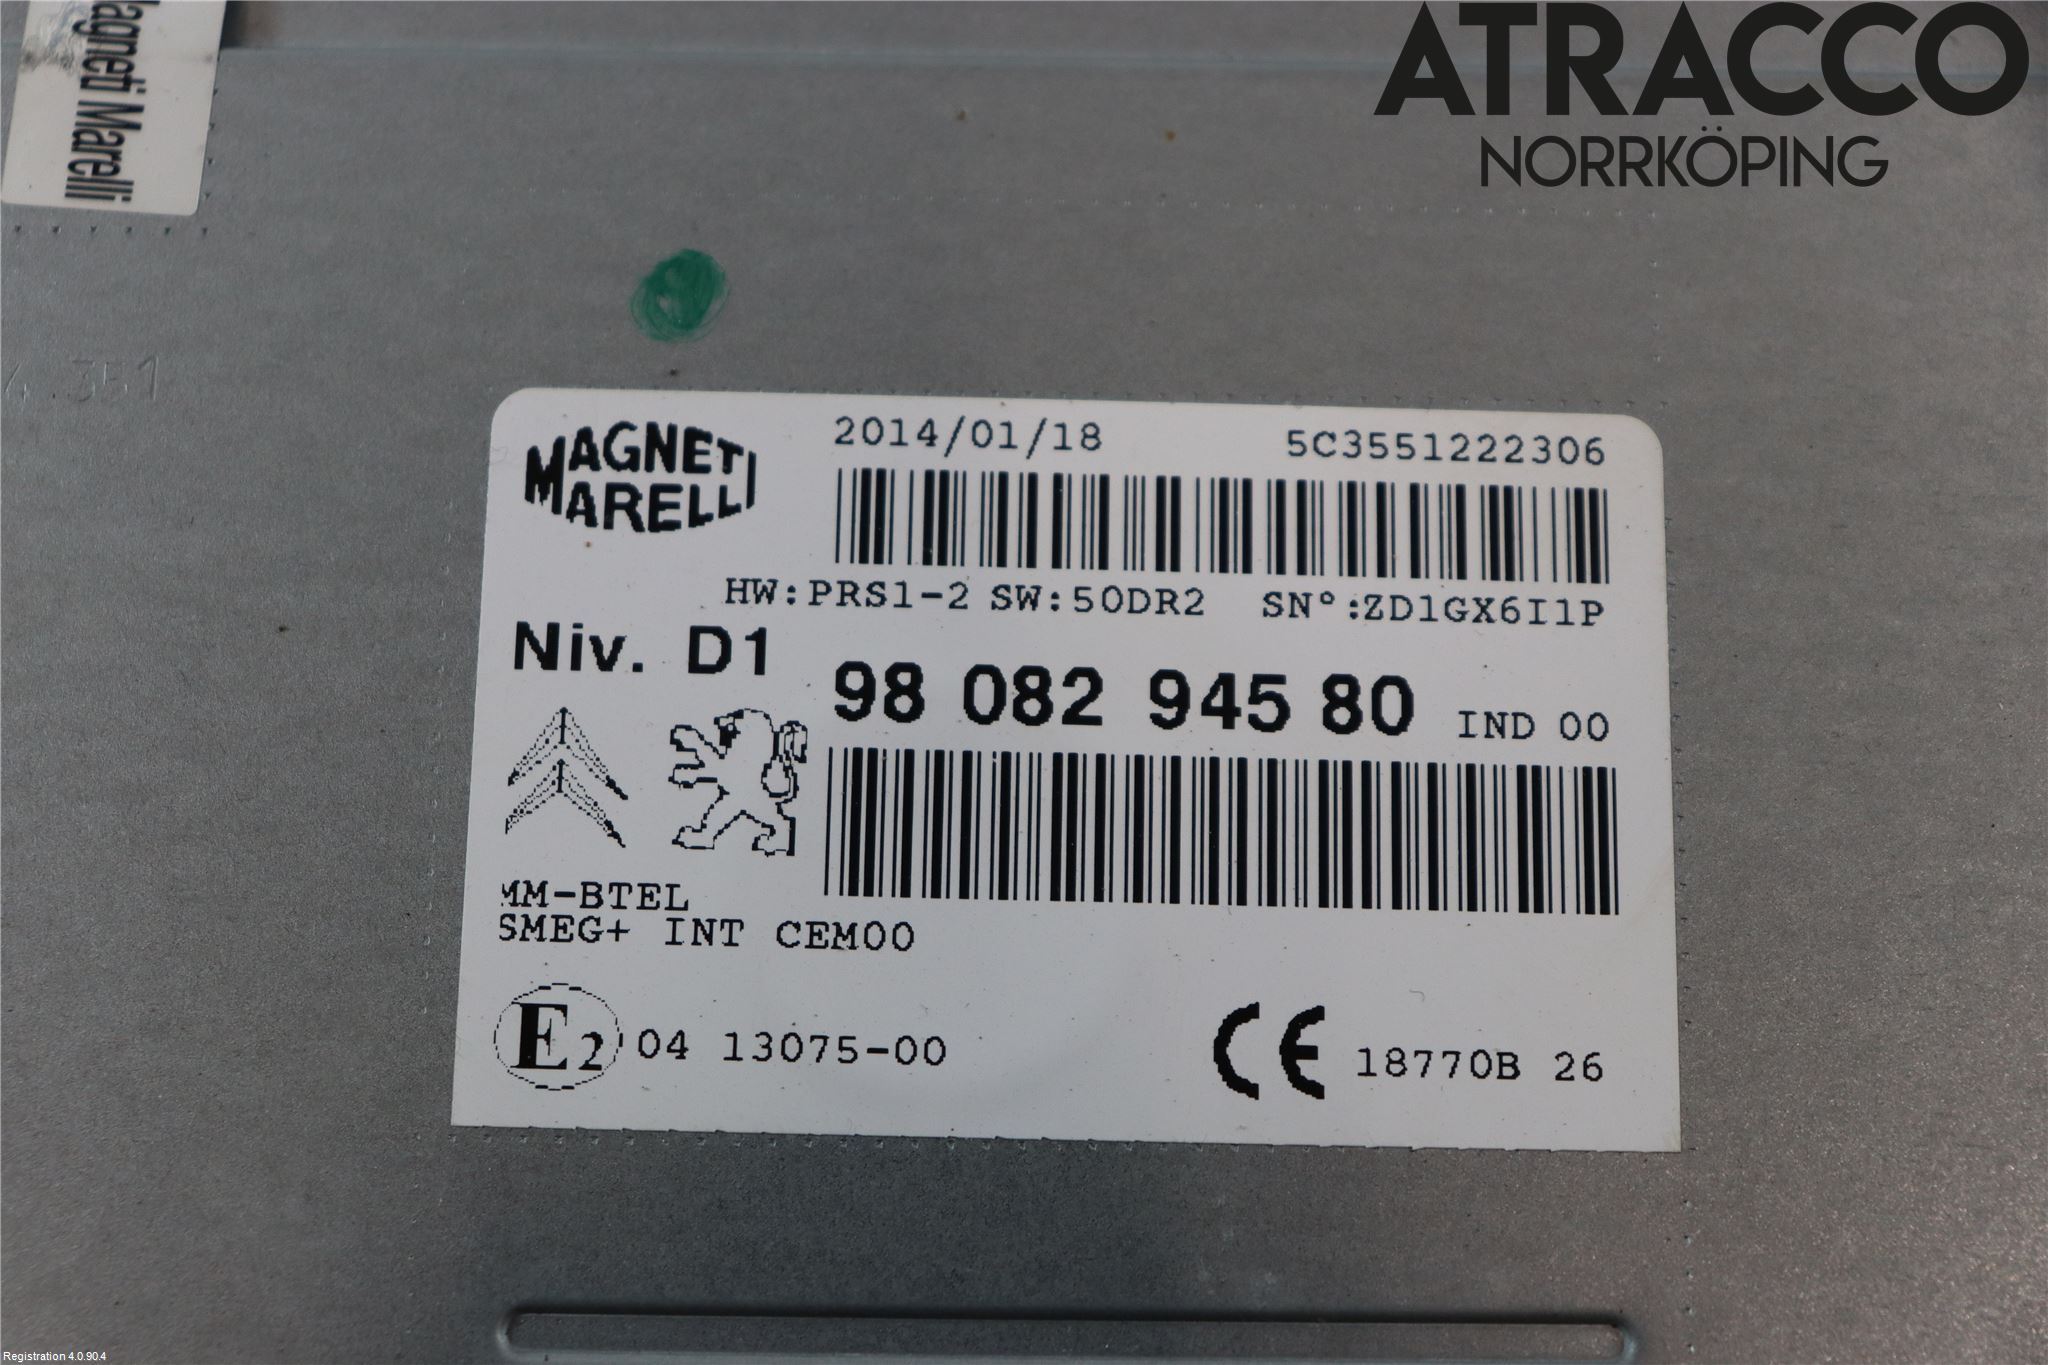 ATRACCO
NORRKÖPING
Magneti Marelli
MAGNETI
MARELLI
2014/01/18 5C3551222306
HW:PRS1-2 SW:50DR2 SN°:ZD1GX6I1P
Niv. D1
98 082 945 80 IND 00
MM-BTEL
SMEG+ INT CEM00
E2 04 13075-00
CE 18770B 26
Registration 4.0.90.4